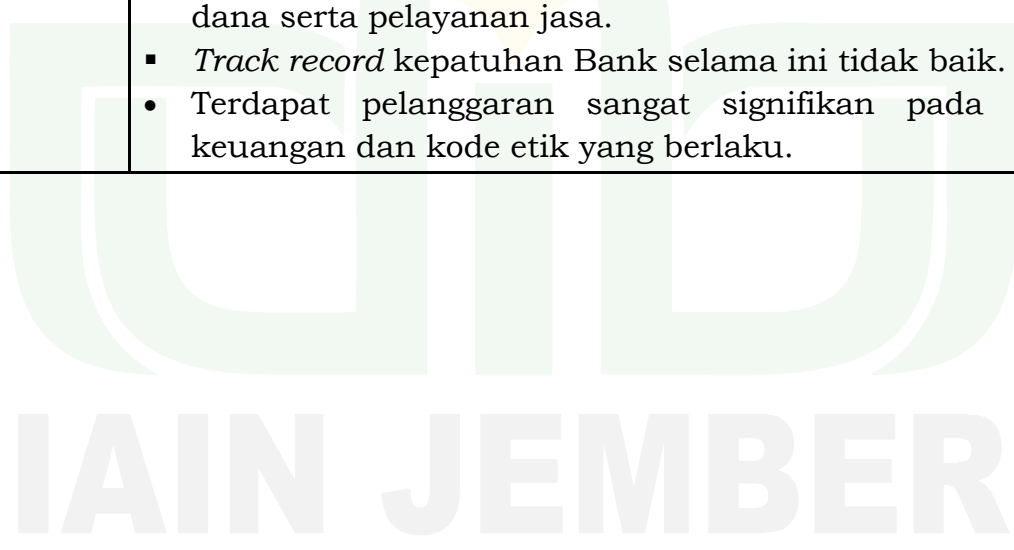 dana serta pelayanan jasa.
▪ Track record kepatuhan Bank selama ini tidak baik.
• Terdapat pelanggaran sangat signifikan pada
keuangan dan kode etik yang berlaku.
IAIN JEMBER